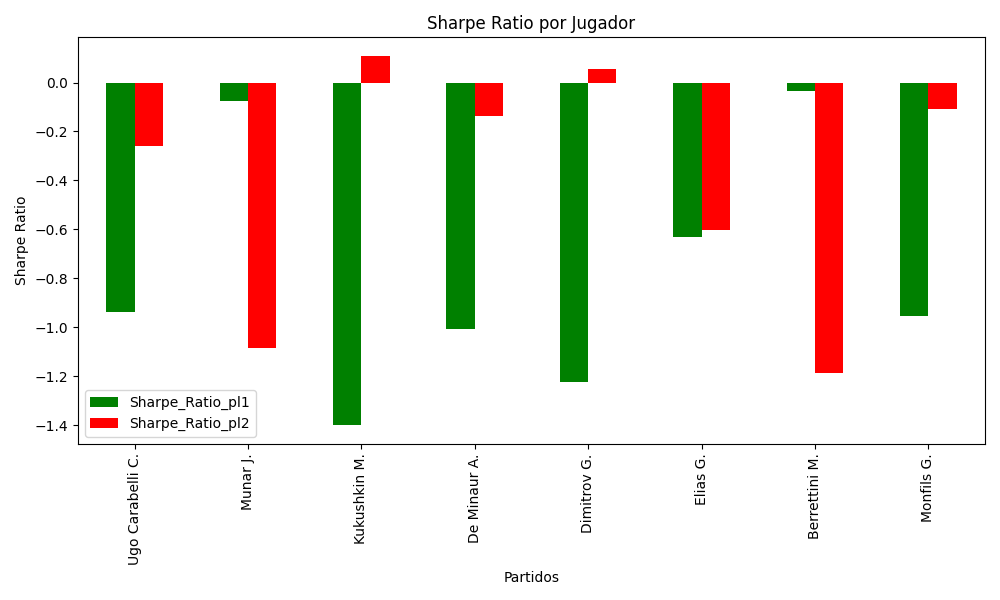 Sharpe Ratio por Jugador
Sharpe Ratio
0.0
−0.2
−0.4
−0.6
−0.8
−1.0
−1.2
−1.4
Sharpe_Ratio_pl1
Sharpe_Ratio_pl2
Ugo Carabelli C.
Munar J.
Kukushkin M.
De Minaur A.
Dimitrov G.
Elias G.
Berrettini M.
Monfils G.
Partidos